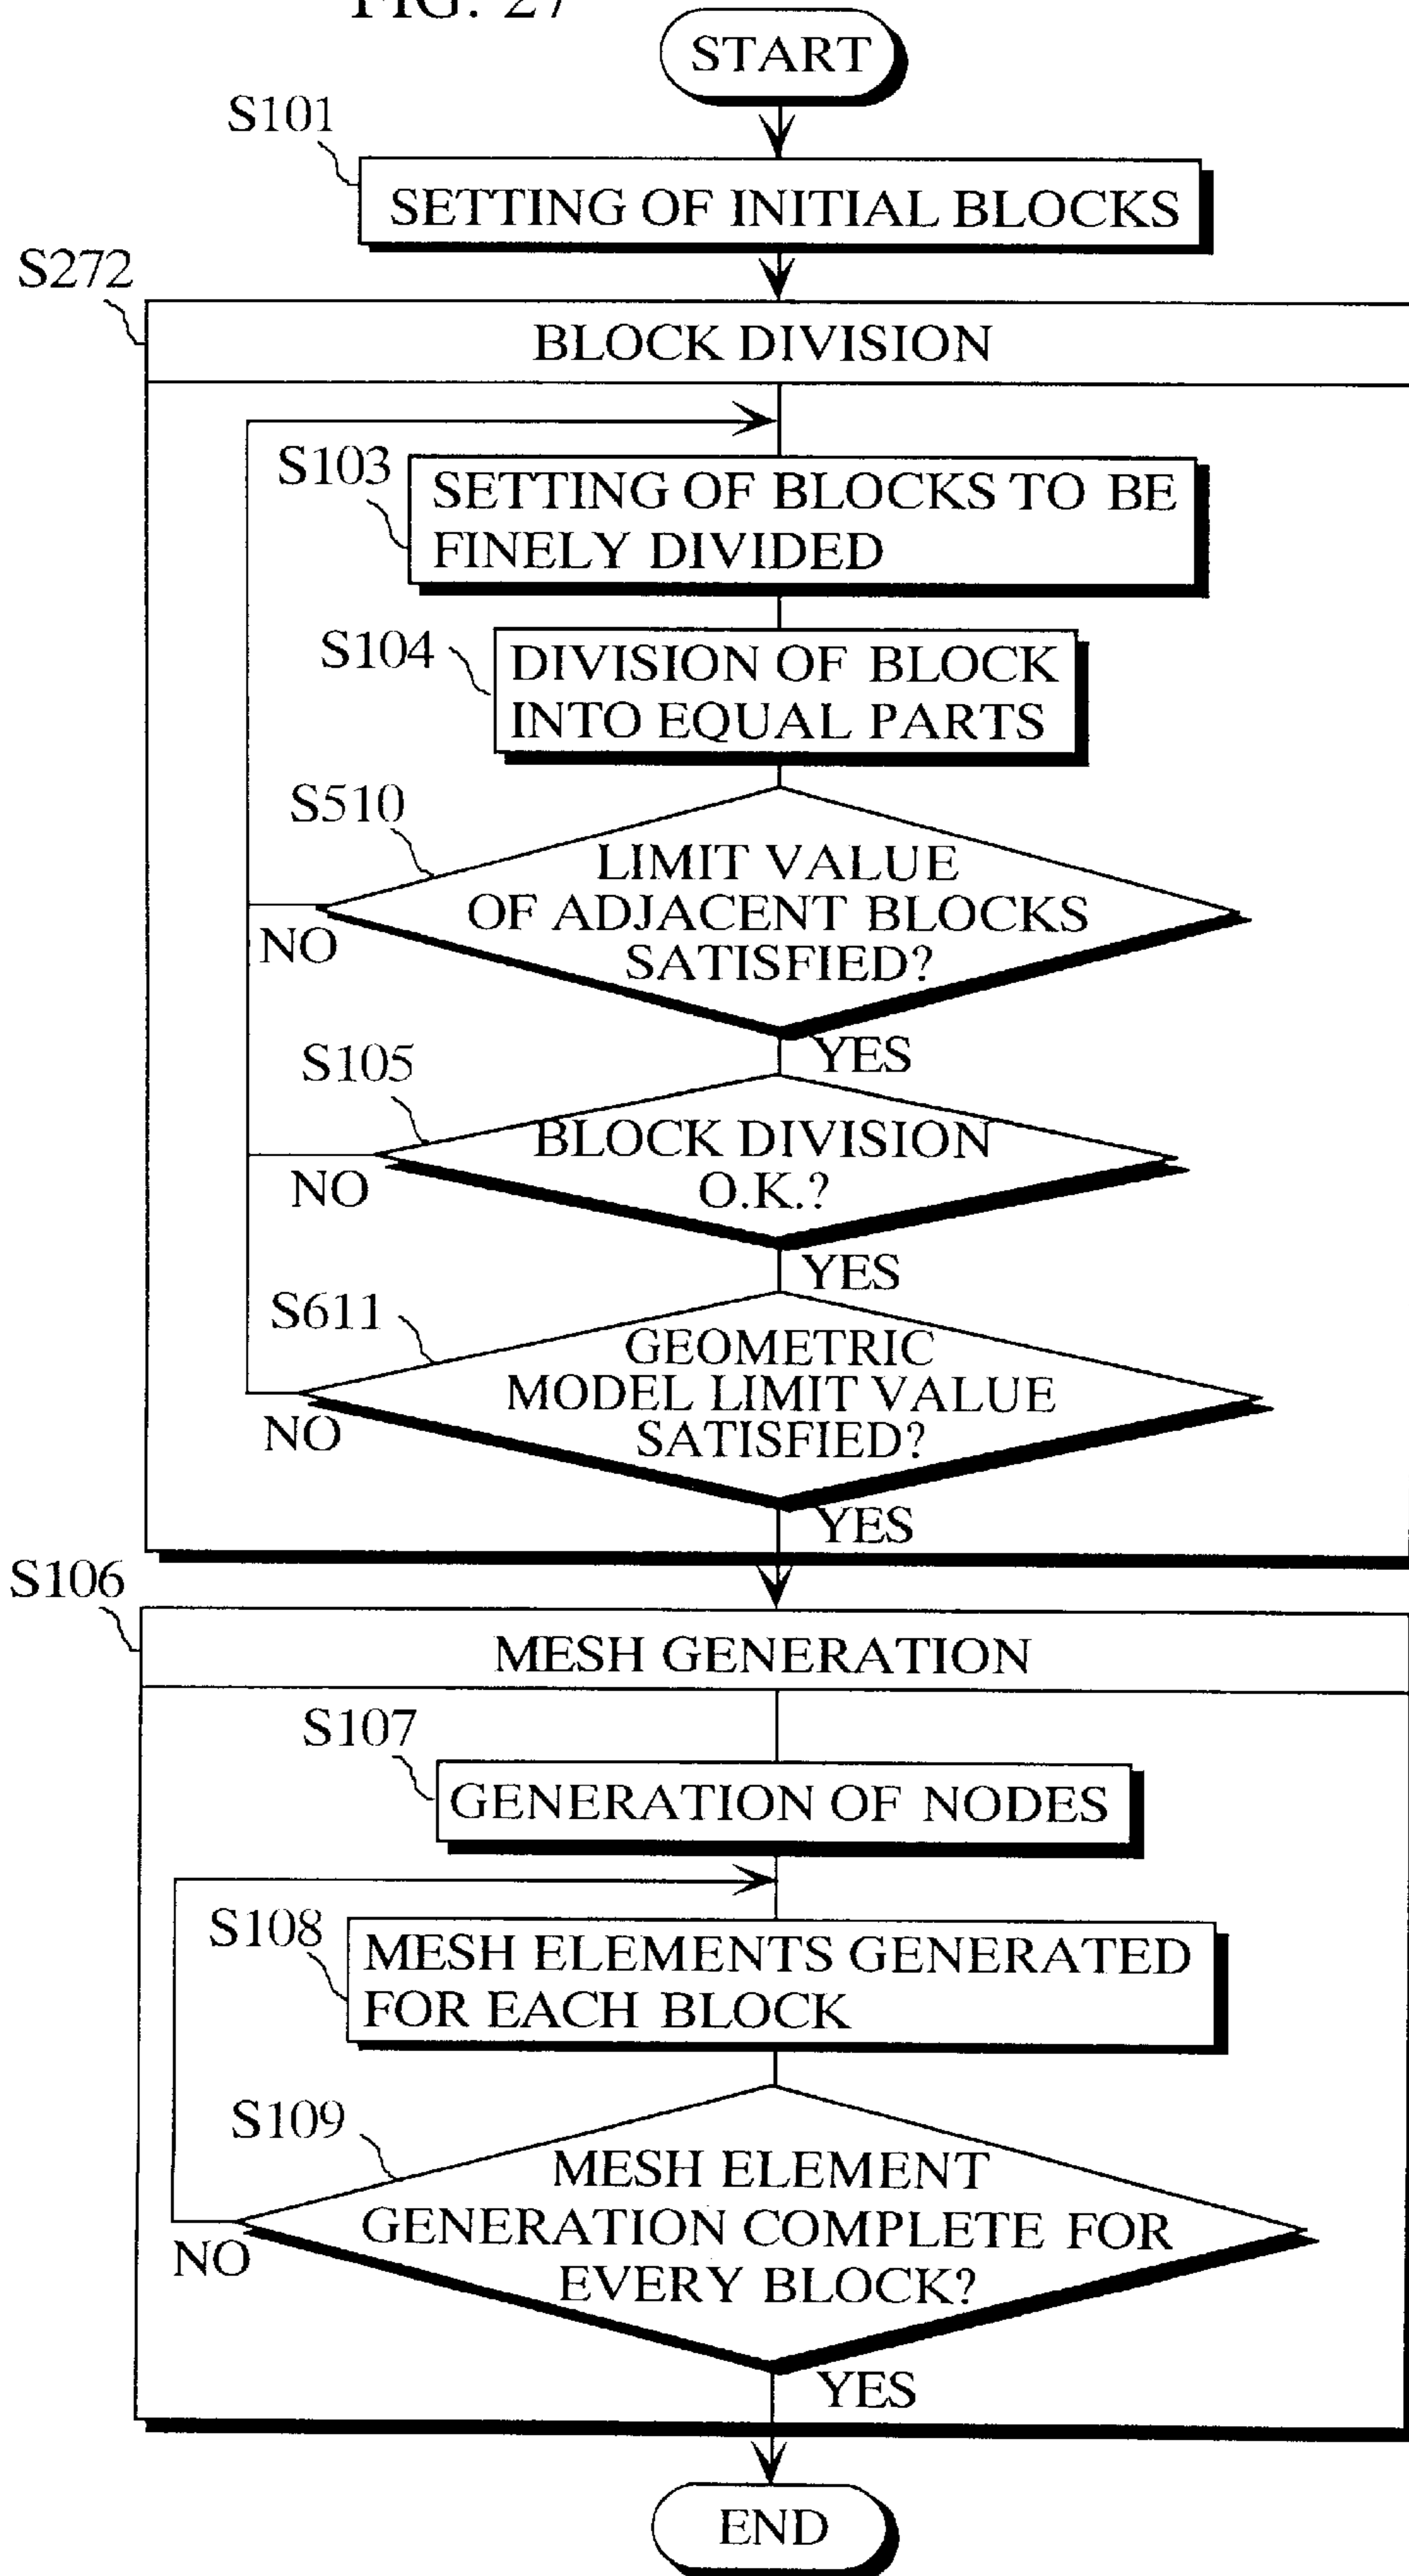 FIG. 27
START
S101
SETTING OF INITIAL BLOCKS
S272
BLOCK DIVISION
S103
SETTING OF BLOCKS TO BE
FINELY DIVIDED
S104
DIVISION OF BLOCK
INTO EQUAL PARTS
S510
LIMIT VALUE
OF ADJACENT BLOCKS
SATISFIED?
NO
YES
S105
BLOCK DIVISION
O.K.?
NO
YES
S611
GEOMETRIC
MODEL LIMIT VALUE
SATISFIED?
NO
YES
S106
MESH GENERATION
S107
GENERATION OF NODES
S108
MESH ELEMENTS GENERATED
FOR EACH BLOCK
S109
MESH ELEMENT
GENERATION COMPLETE FOR
EVERY BLOCK?
NO
YES
END